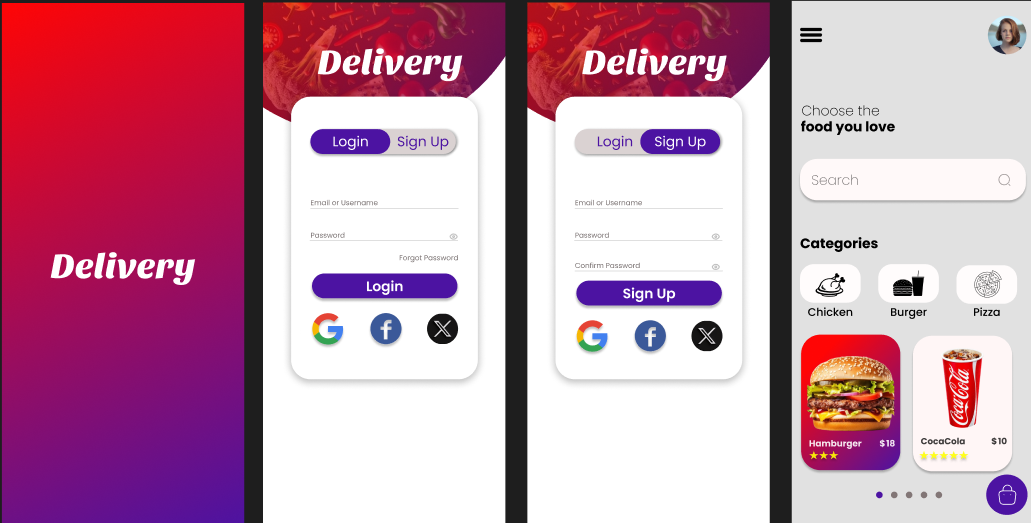 Delivery
Delivery
Login Sign Up
Email or Username
Password
Forgot Password
Login
G
f
X
Delivery
Login Sign Up
Email or Username
Password
Confirm Password
Sign Up
G
f
X
Choose the
food you love
Search
Categories
Chicken Burger Pizza
Coca-Cola
Hamburger $18
CocaCola $10